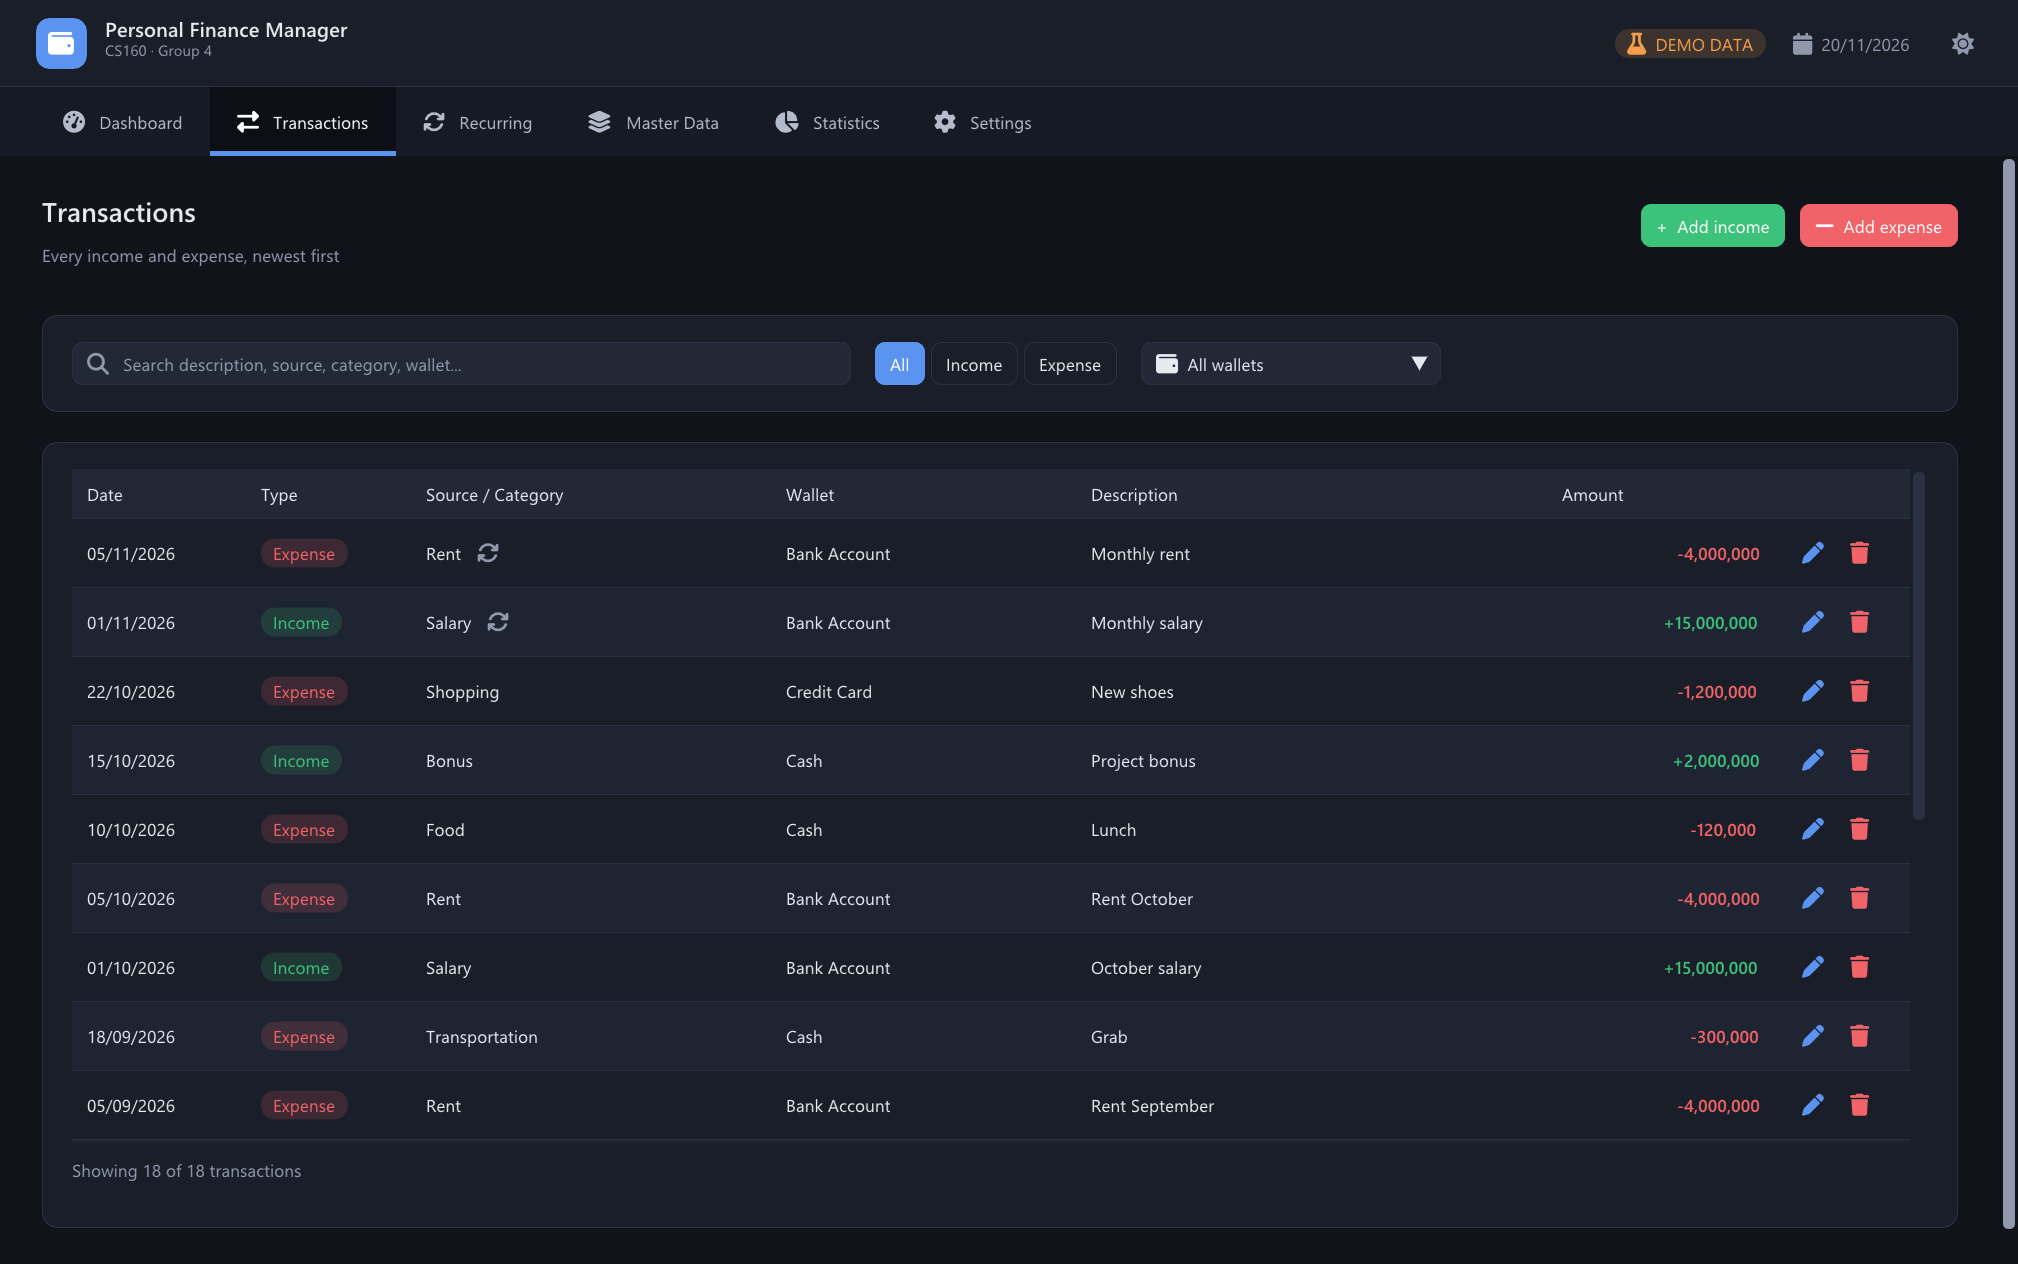 Personal Finance Manager
CS160 · Group 4
DEMO DATA
20/11/2026
Dashboard
Transactions
Recurring
Master Data
Statistics
Settings
Transactions
Every income and expense, newest first
+ Add income
Add expense
Search description, source, category, wallet...
All
Income
Expense
All wallets
Date Type Source / Category Wallet Description Amount
05/11/2026 Expense Rent Bank Account Monthly rent -4,000,000
01/11/2026 Income Salary Bank Account Monthly salary +15,000,000
22/10/2026 Expense Shopping Credit Card New shoes -1,200,000
15/10/2026 Income Bonus Cash Project bonus +2,000,000
10/10/2026 Expense Food Cash Lunch -120,000
05/10/2026 Expense Rent Bank Account Rent October -4,000,000
01/10/2026 Income Salary Bank Account October salary +15,000,000
18/09/2026 Expense Transportation Cash Grab -300,000
05/09/2026 Expense Rent Bank Account Rent September -4,000,000
Showing 18 of 18 transactions